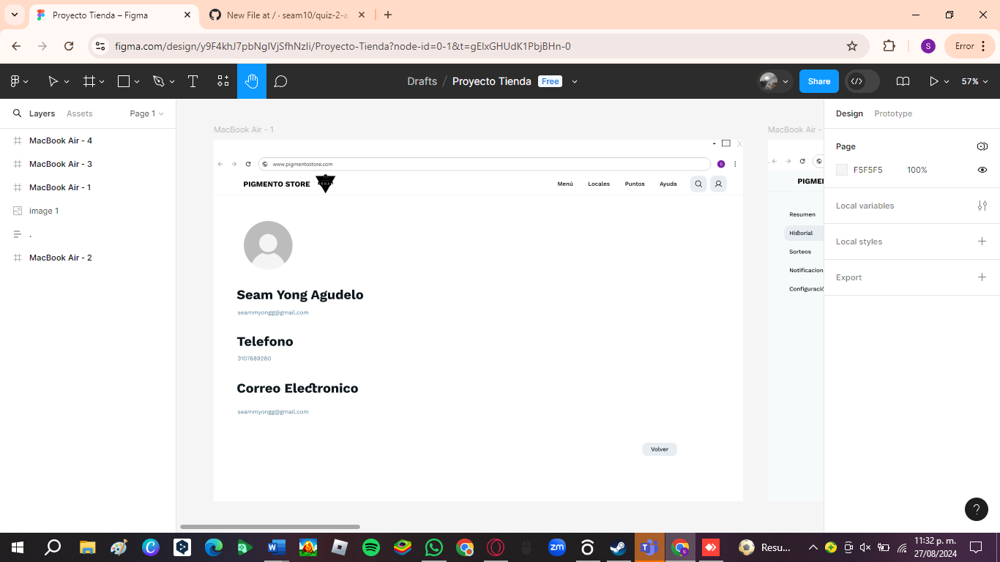 Proyecto Tienda – Figma
New File at / · seam10/quiz-2-a
figma.com/design/y9F4khJ7pbNgIVjSfhNzli/Proyecto-Tienda?node-id=0-1&t=gEIxGHUdK1PbjBHn-0
S
Error
Drafts / Proyecto Tienda Free
Share
57%
Layers Assets Page 1
Design Prototype
MacBook Air - 4
MacBook Air - 3
MacBook Air - 1
image 1
.
MacBook Air - 2
MacBook Air - 1
www.pigmentostore.com
S
PIGMENTO STORE
Menú Locales Puntos Ayuda
Seam Yong Agudelo
seammyongg@gmail.com
Telefono
3107689280
Correo Electronico
seammyongg@gmail.com
Volver
MacBook Air -
PIGMEN
Resumen
Historial
Sorteos
Notificacion
Configuració
Page
F5F5F5 100%
Local variables
Local styles
Export
?
zm
Resu...
11:32 p. m.
27/08/2024